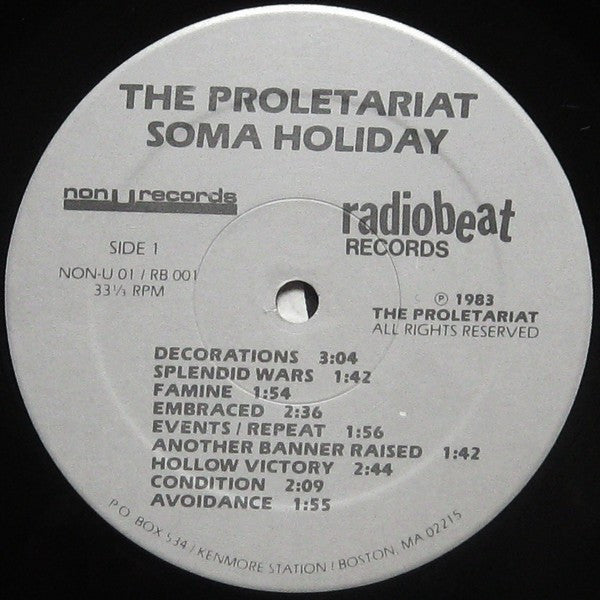 THE PROLETARIAT
SOMA HOLIDAY
non U records
radiobeat
RECORDS
SIDE 1
NON-U 01 / RB 001
33⅓ RPM
℗ 1983
THE PROLETARIAT
ALL RIGHTS RESERVED
DECORATIONS 3:04
SPLENDID WARS 1:42
FAMINE 1:54
EMBRACED 2:36
EVENTS / REPEAT 1:56
ANOTHER BANNER RAISED 1:42
HOLLOW VICTORY 2:44
CONDITION 2:09
AVOIDANCE 1:55
P.O. BOX 534 / KENMORE STATION / BOSTON, MA 02215